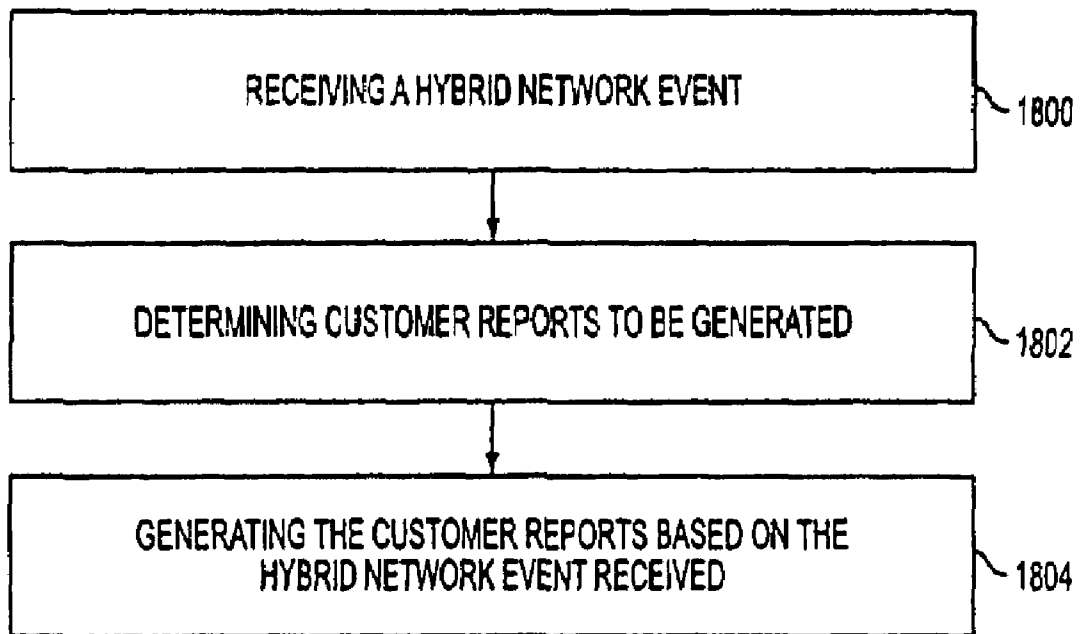 RECEIVING A HYBRID NETWORK EVENT
1800
DETERMINING CUSTOMER REPORTS TO BE GENERATED
1802
GENERATING THE CUSTOMER REPORTS BASED ON THE
HYBRID NETWORK EVENT RECEIVED
1804